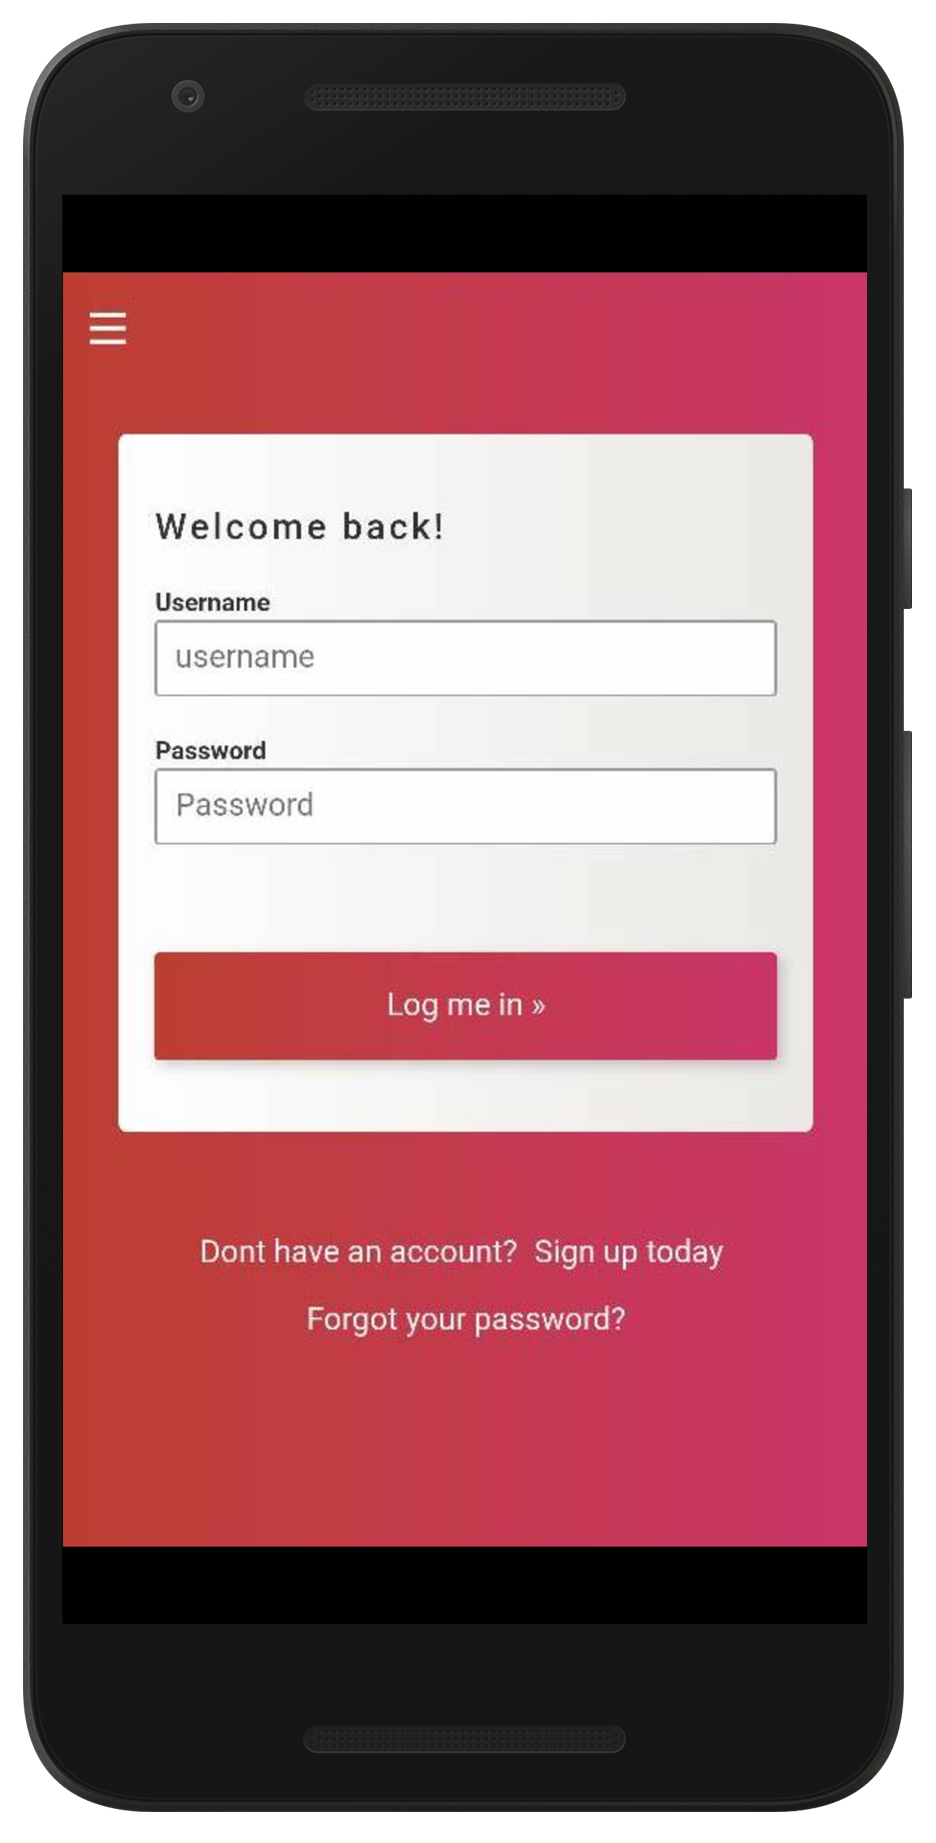 Welcome back!
Username
username
Password
Password
Log me in »
Dont have an account? Sign up today
Forgot your password?